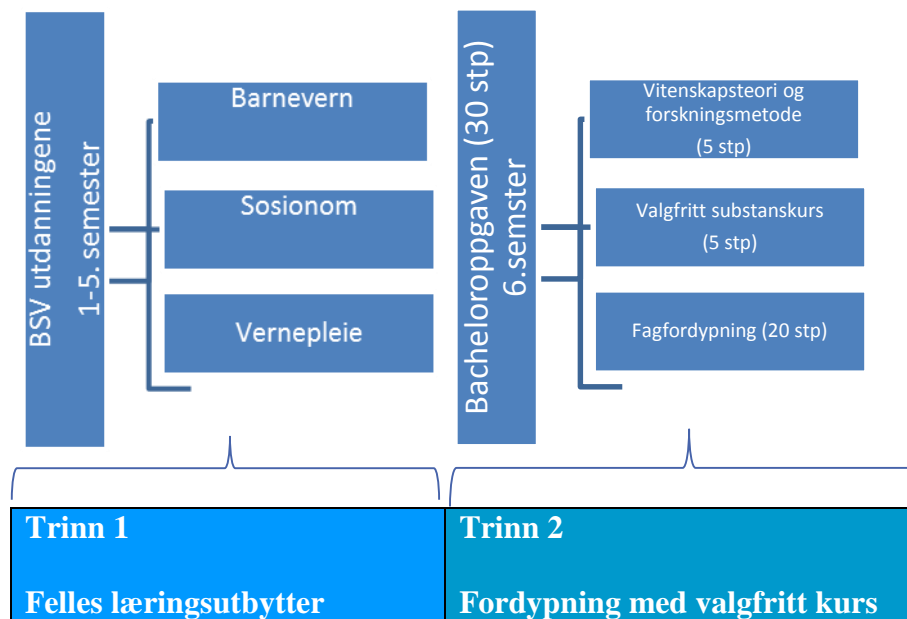 BSV utdanningene
1-5. semester
Barnevern
Sosionom
Vernepleie
Bacheloroppgaven (30 stp)
6.semster
Vitenskapsteori og
forskningsmetode
(5 stp)
Valgfritt substanskurs
(5 stp)
Fagfordypning (20 stp)
Trinn 1
Felles læringsutbytter
Trinn 2
Fordypning med valgfritt kurs